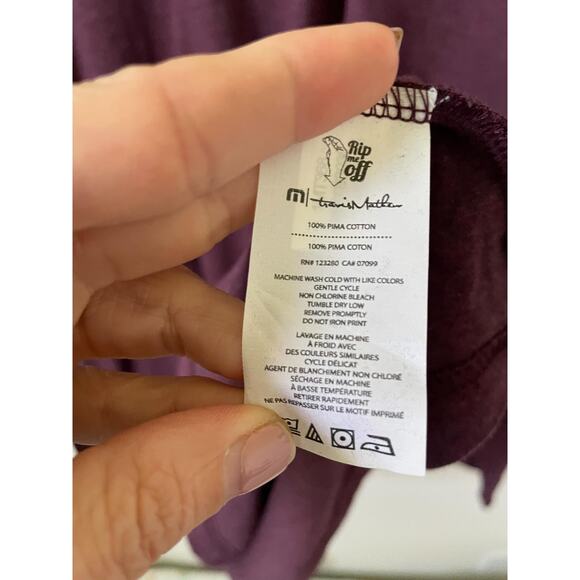 Rip
me
off
travisMathew
100% PIMA COTTON
100% PIMA COTON
RN# 123280 CA# 07099
MACHINE WASH COLD WITH LIKE COLORS
GENTLE CYCLE
NON CHLORINE BLEACH
TUMBLE DRY LOW
REMOVE PROMPTLY
DO NOT IRON PRINT
LAVAGE EN MACHINE
À FROID AVEC
DES COULEURS SIMILAIRES
CYCLE DÉLICAT
AGENT DE BLANCHIMENT NON CHLORÉ
SÉCHAGE EN MACHINE
À BASSE TEMPÉRATURE
RETIRER RAPIDEMENT
NE PAS REPASSER SUR LE MOTIF IMPRIMÉ